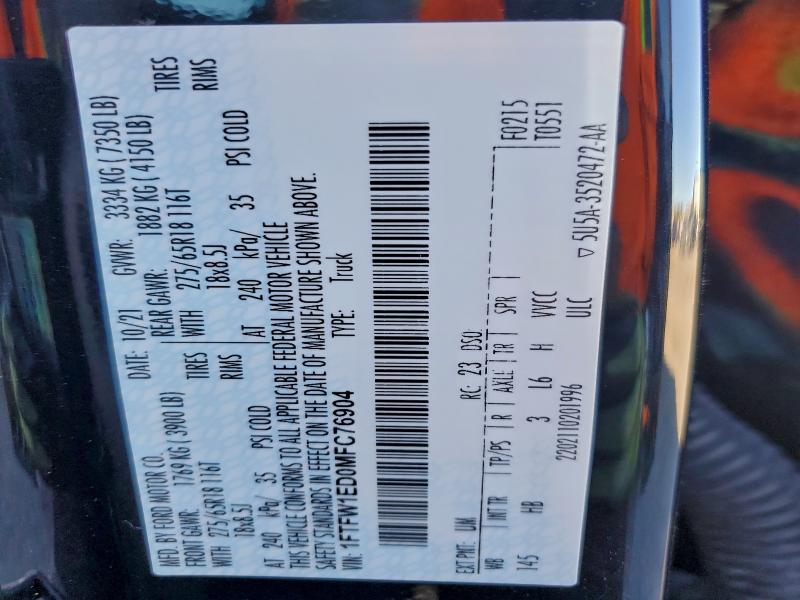 MFD. BY FORD MOTOR CO.
DATE: 10/21 GVWR: 3334 KG ( 7350 LB)
FRONT GAWR: 1769 KG ( 3900 LB) REAR GAWR: 1882 KG ( 4150 LB)
WITH 275/65R18 116T TIRES WITH 275/65R18 116T TIRES
18x8.5J RIMS 18x8.5J RIMS
AT 240 kPa/ 35 PSI COLD AT 240 kPa/ 35 PSI COLD
THIS VEHICLE CONFORMS TO ALL APPLICABLE FEDERAL MOTOR VEHICLE
SAFETY STANDARDS IN EFFECT ON THE DATE OF MANUFACTURE SHOWN ABOVE.
VIN: 1FTFW1ED0MFC76904 TYPE: Truck
F0215
T0551
EXT PNT: UM RC: 23 DSO:
WB INT TR TP/PS R AXLE TR SPR
145 HB 3 L6 H VVCC
2202110201996 ULC
▽ 5U5A-3520472-AA